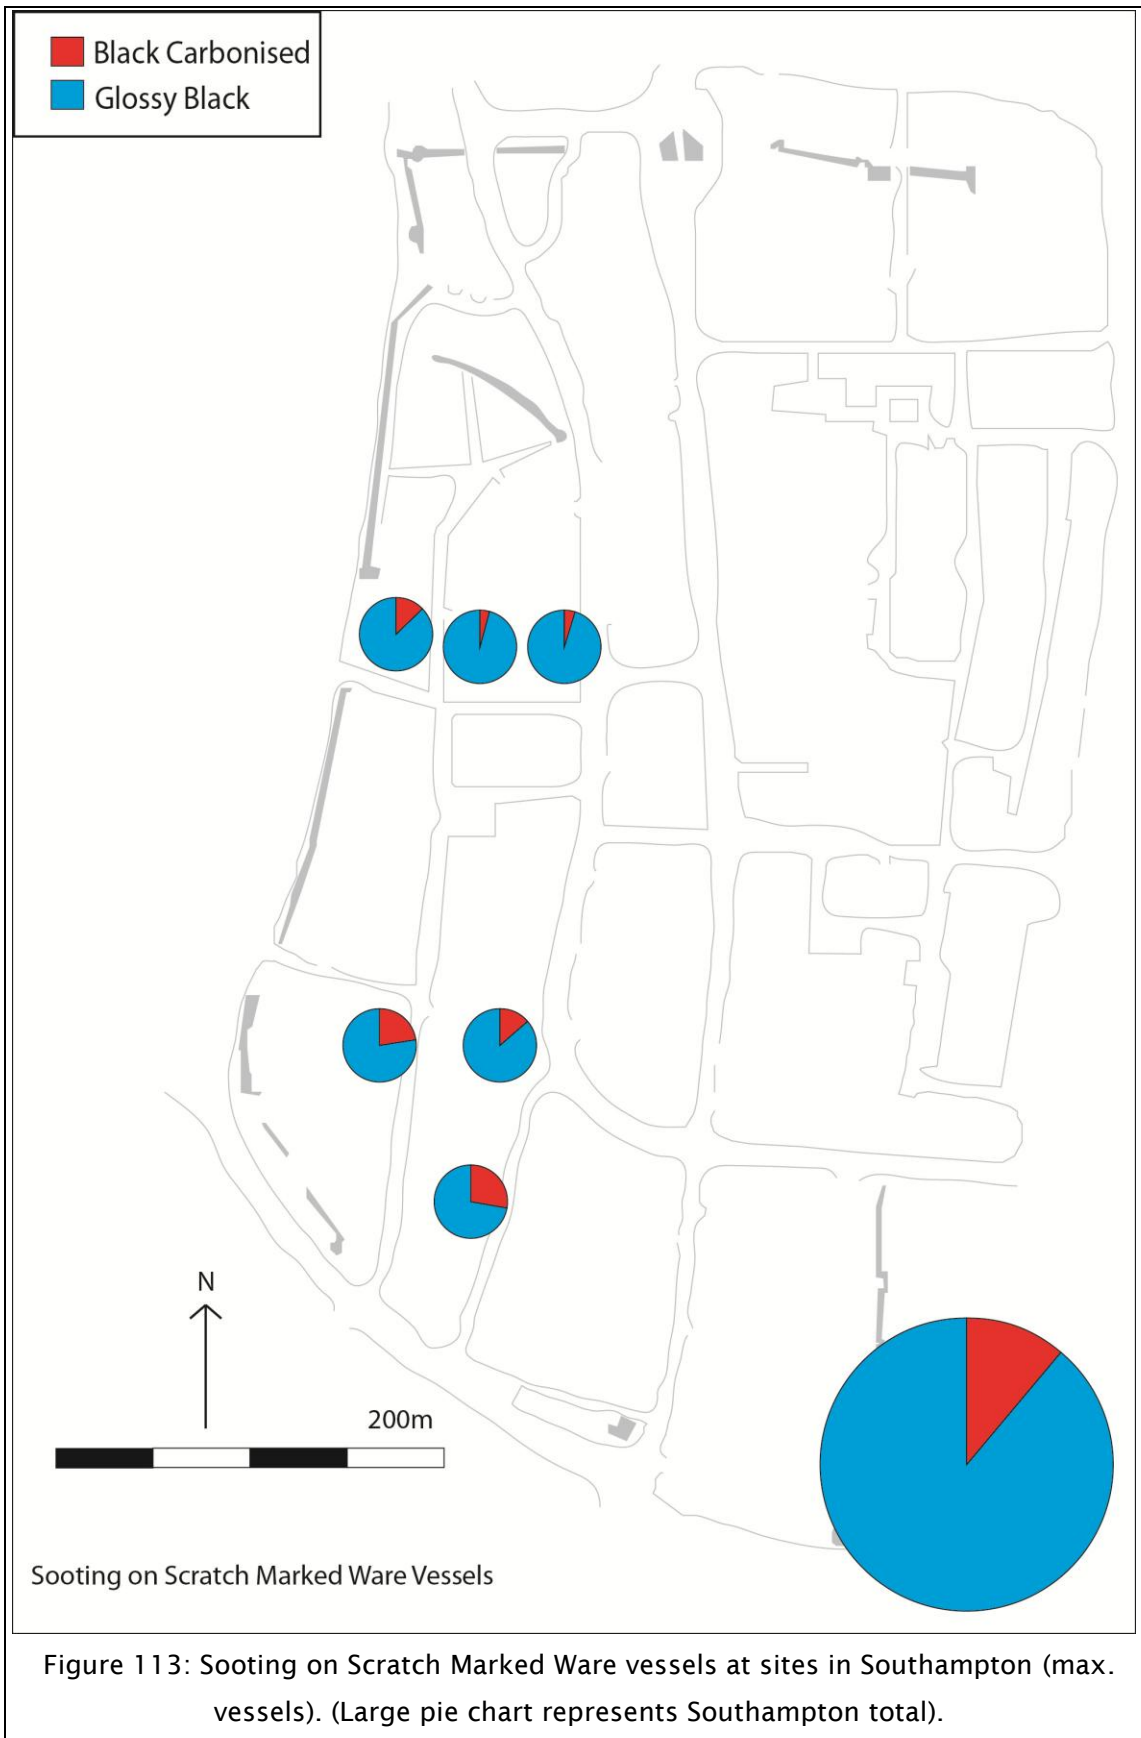 Black Carbonised
Glossy Black
N
200m
Sooting on Scratch Marked Ware Vessels
Figure 113: Sooting on Scratch Marked Ware vessels at sites in Southampton (max.
vessels). (Large pie chart represents Southampton total).